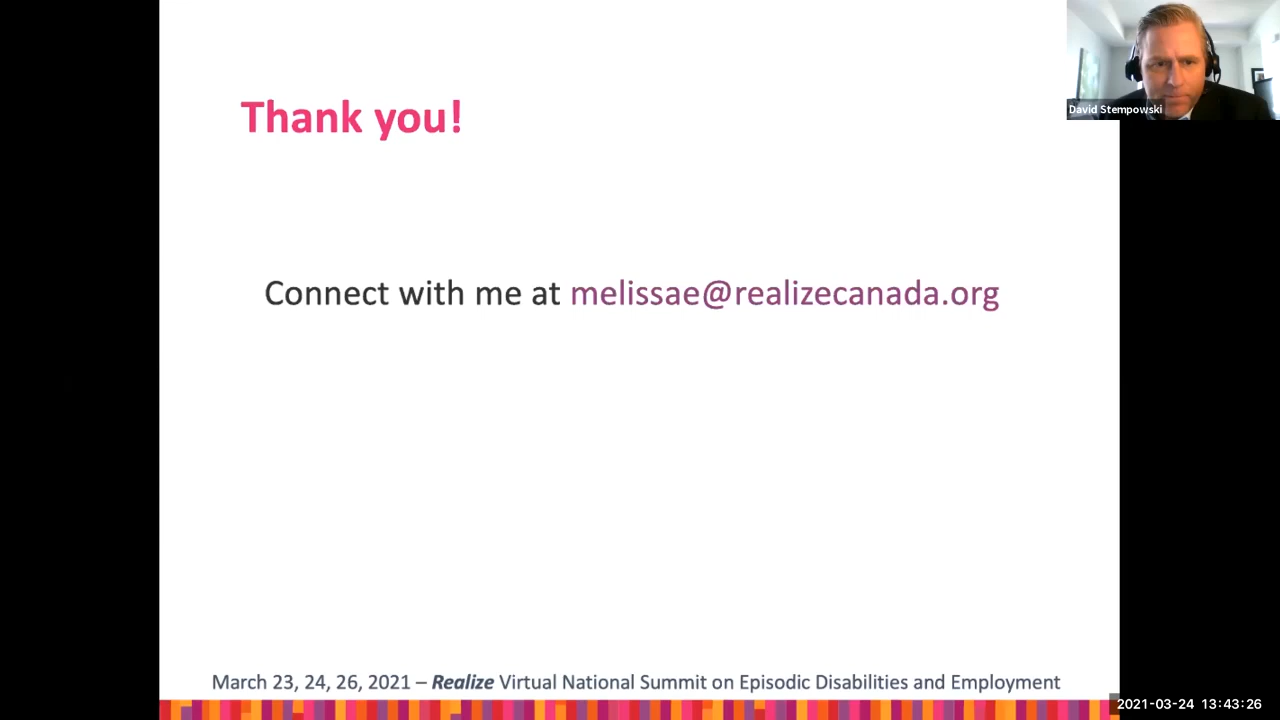 David Stempowski
Thank you!
Connect with me at melissae@realizecanada.org
March 23, 24, 26, 2021 – Realize Virtual National Summit on Episodic Disabilities and Employment
2021-03-24 13:43:26